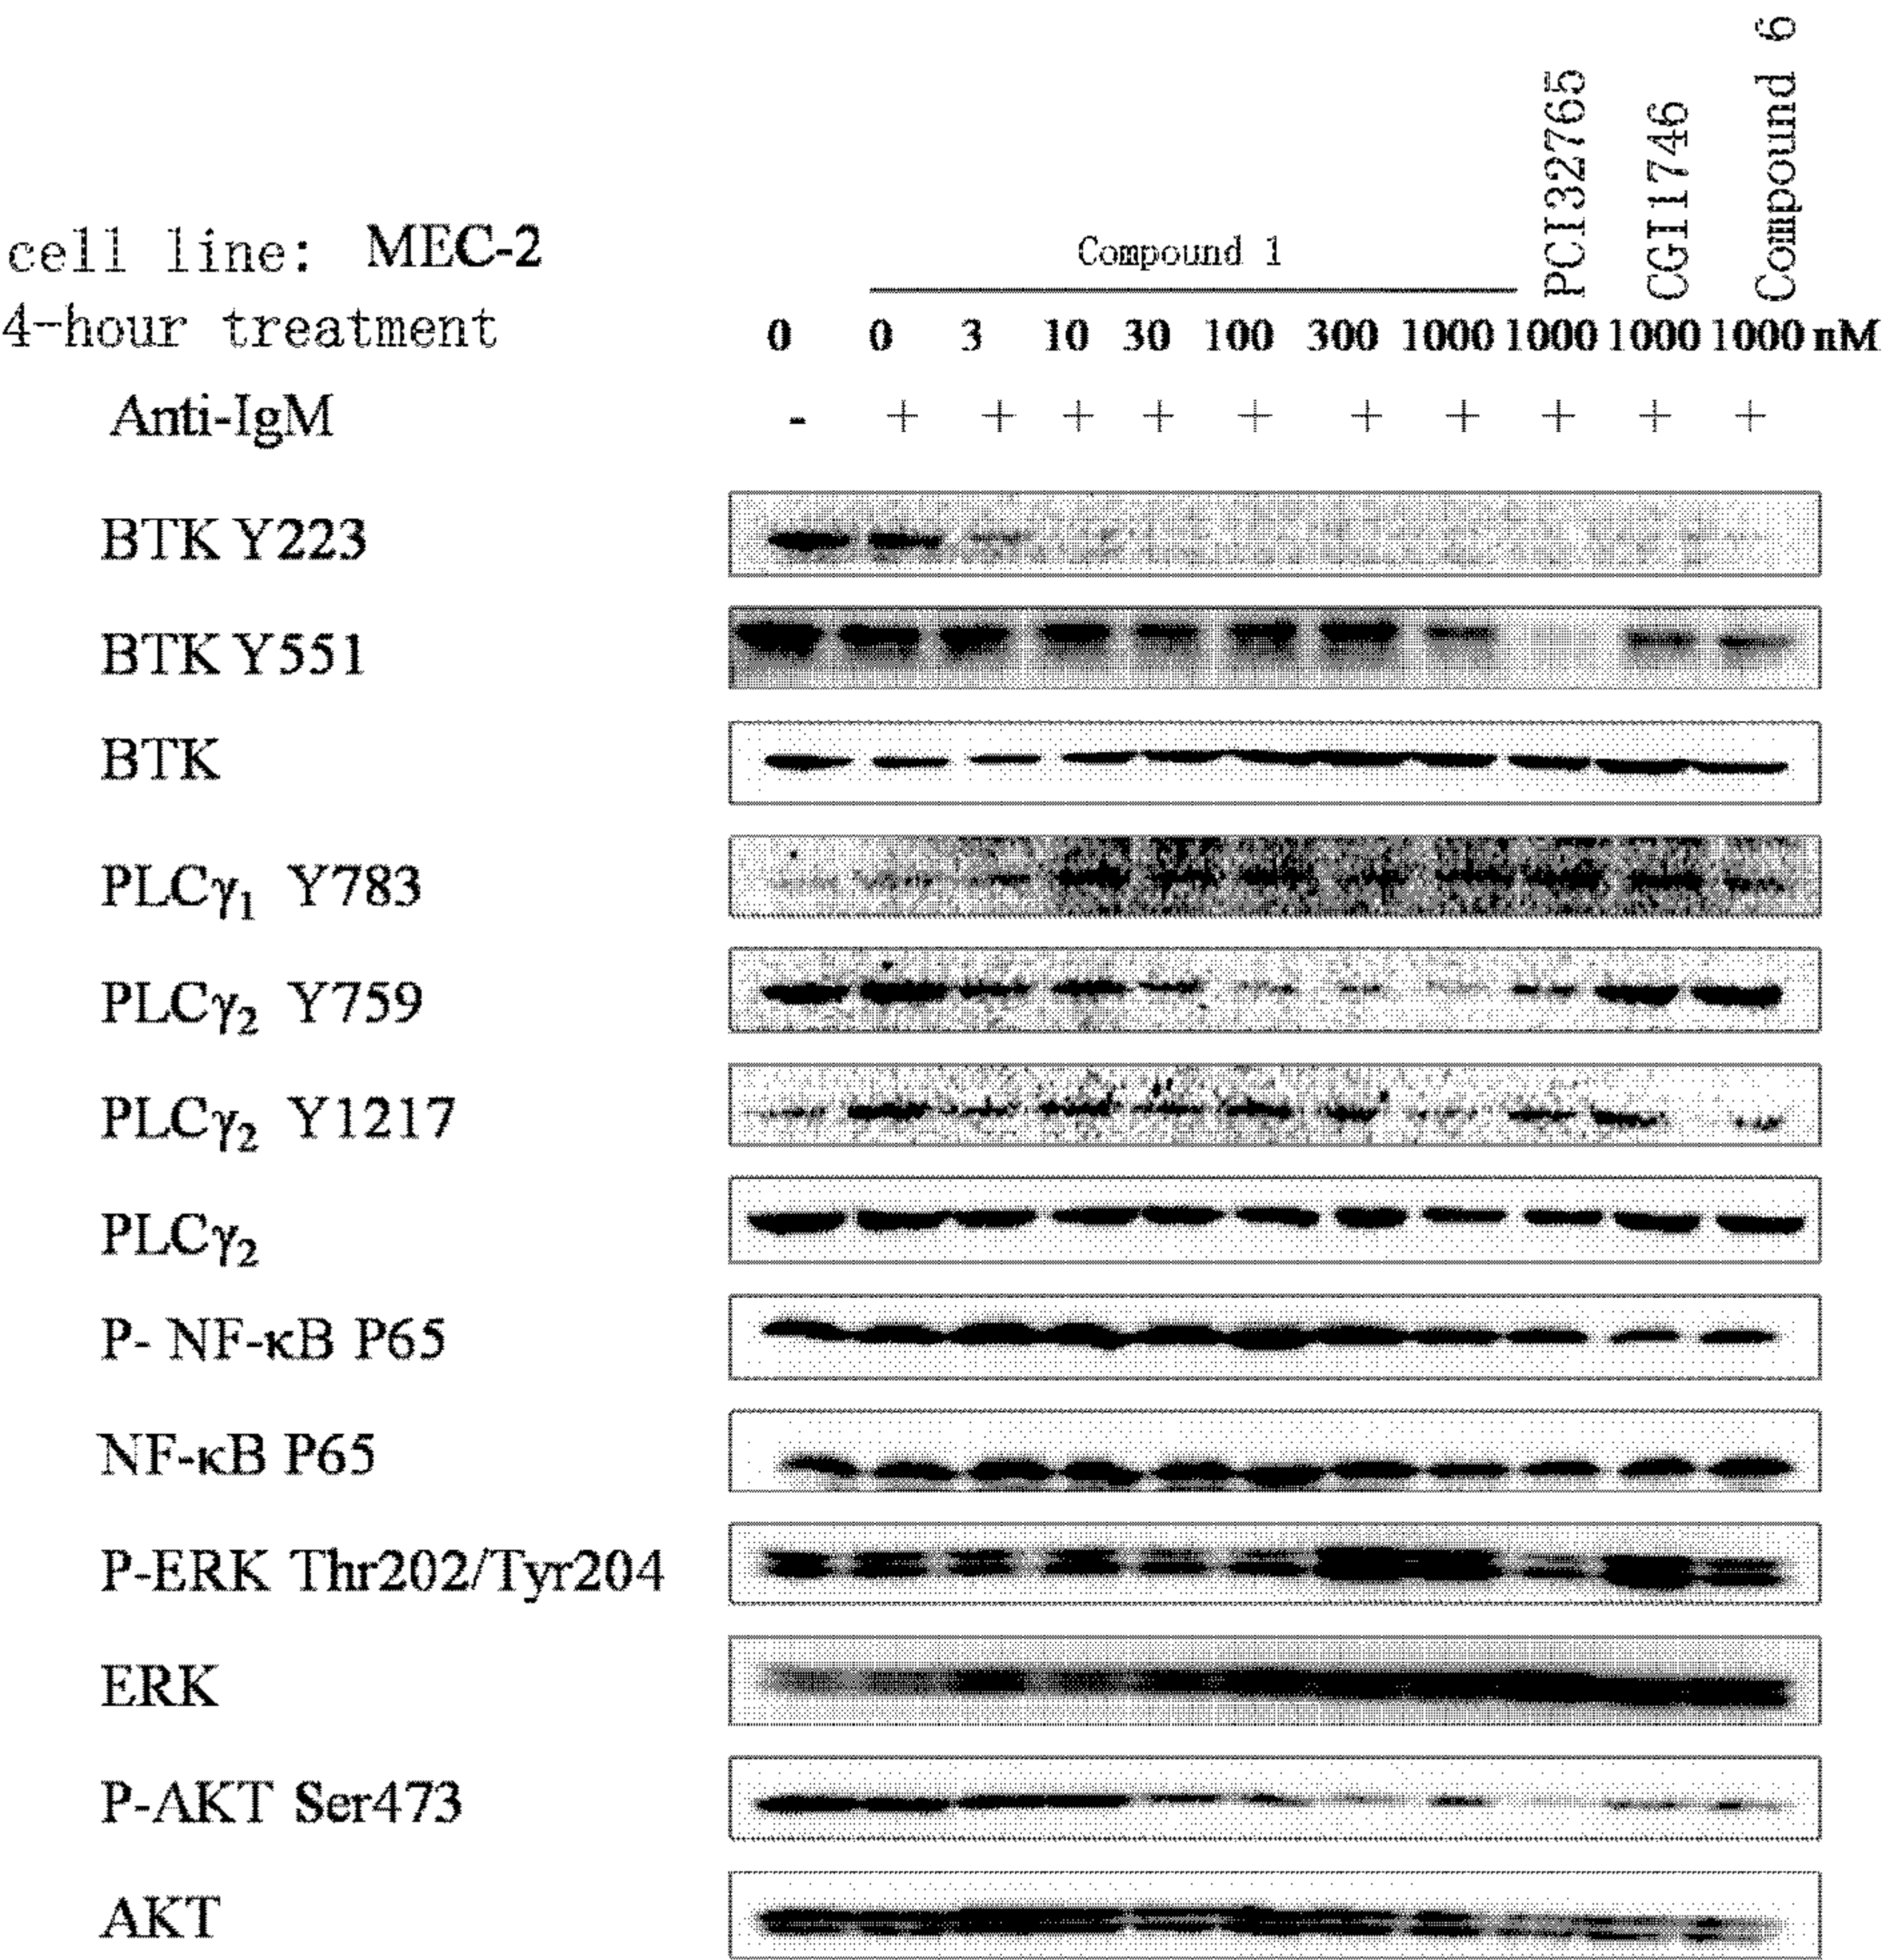 PCI32765
CGI1746
Compound 6
cell line: MEC-2
Compound 1
4-hour treatment 0 0 3 10 30 100 300 1000 1000 1000 1000 nM
Anti-IgM - + + + + + + + + + +
BTK Y223
BTK Y551
BTK
PLCγ₁ Y783
PLCγ₂ Y759
PLCγ₂ Y1217
PLCγ₂
P- NF-κB P65
NF-κB P65
P-ERK Thr202/Tyr204
ERK
P-AKT Ser473
AKT